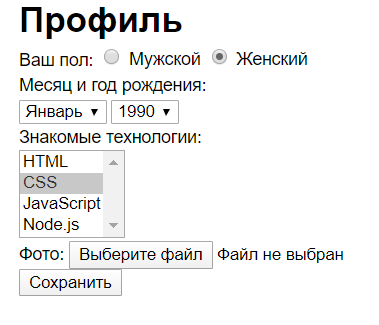 Профиль
Ваш пол: Мужской Женский
Месяц и год рождения:
Январь 1990
Знакомые технологии:
HTML
CSS
JavaScript
Node.js
Фото: Выберите файл Файл не выбран
Сохранить